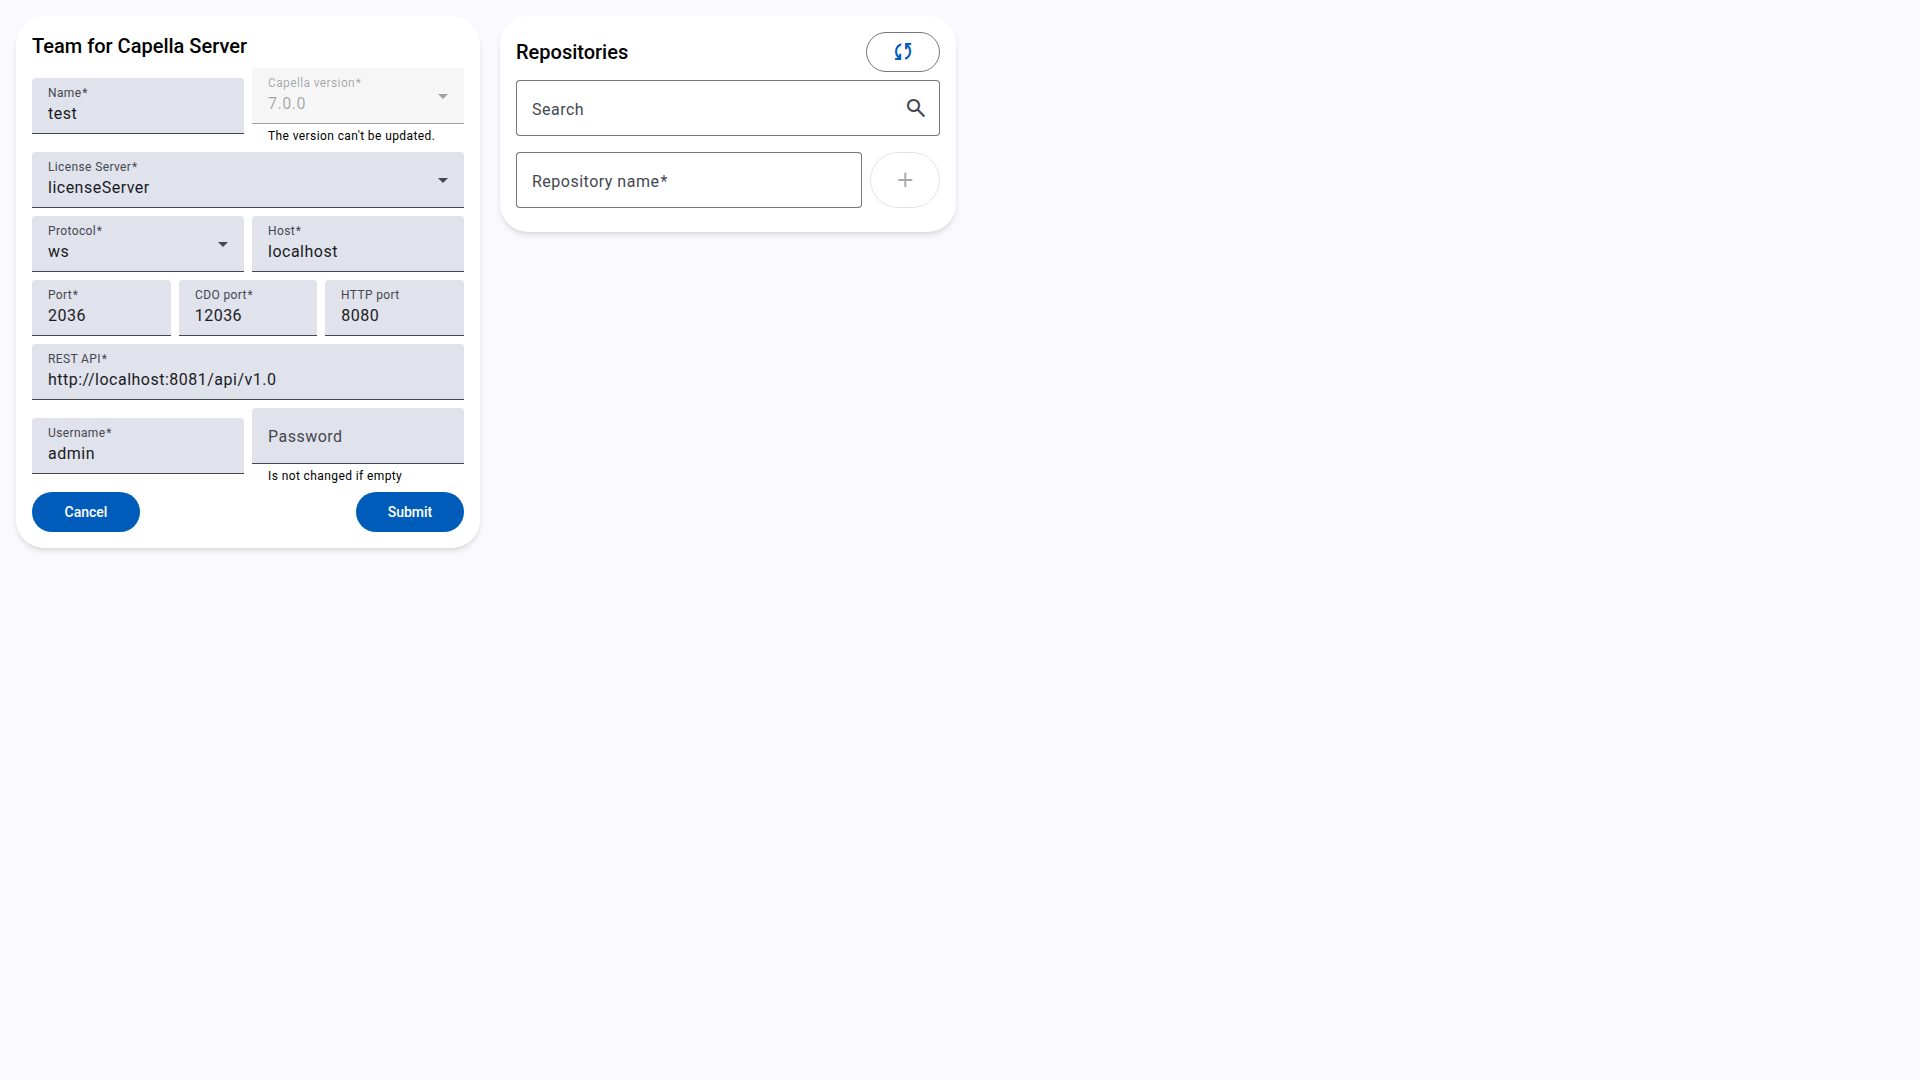 Team for Capella Server
Name*
test
Capella version*
7.0.0
The version can't be updated.
License Server*
licenseServer
Protocol*
ws
Host*
localhost
Port*
2036
CDO port*
12036
HTTP port
8080
REST API*
http://localhost:8081/api/v1.0
Username*
admin
Password
Is not changed if empty
Cancel
Submit
Repositories
Search
Repository name*